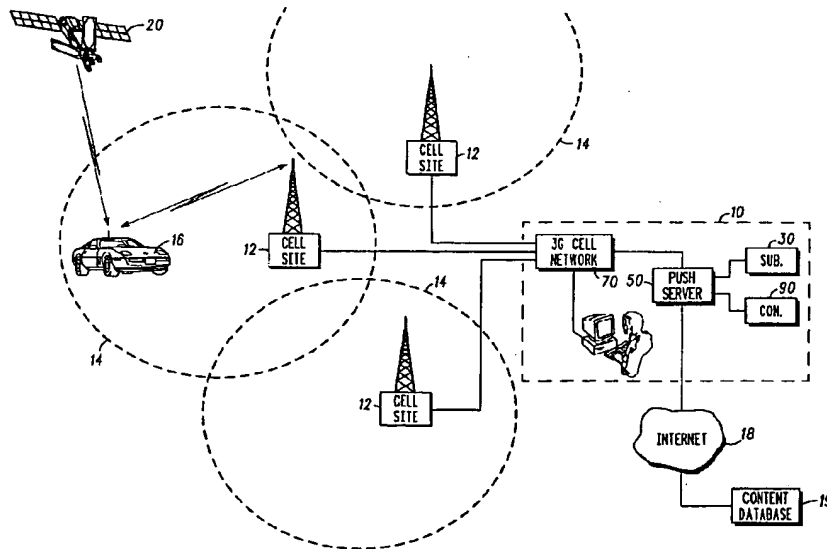 20
CELL
SITE
12
14
16
12
CELL
SITE
10
3G CELL
NETWORK
70
30
SUB.
50
PUSH
SERVER
90
CON.
14
14
12
CELL
SITE
INTERNET
18
CONTENT
DATABASE